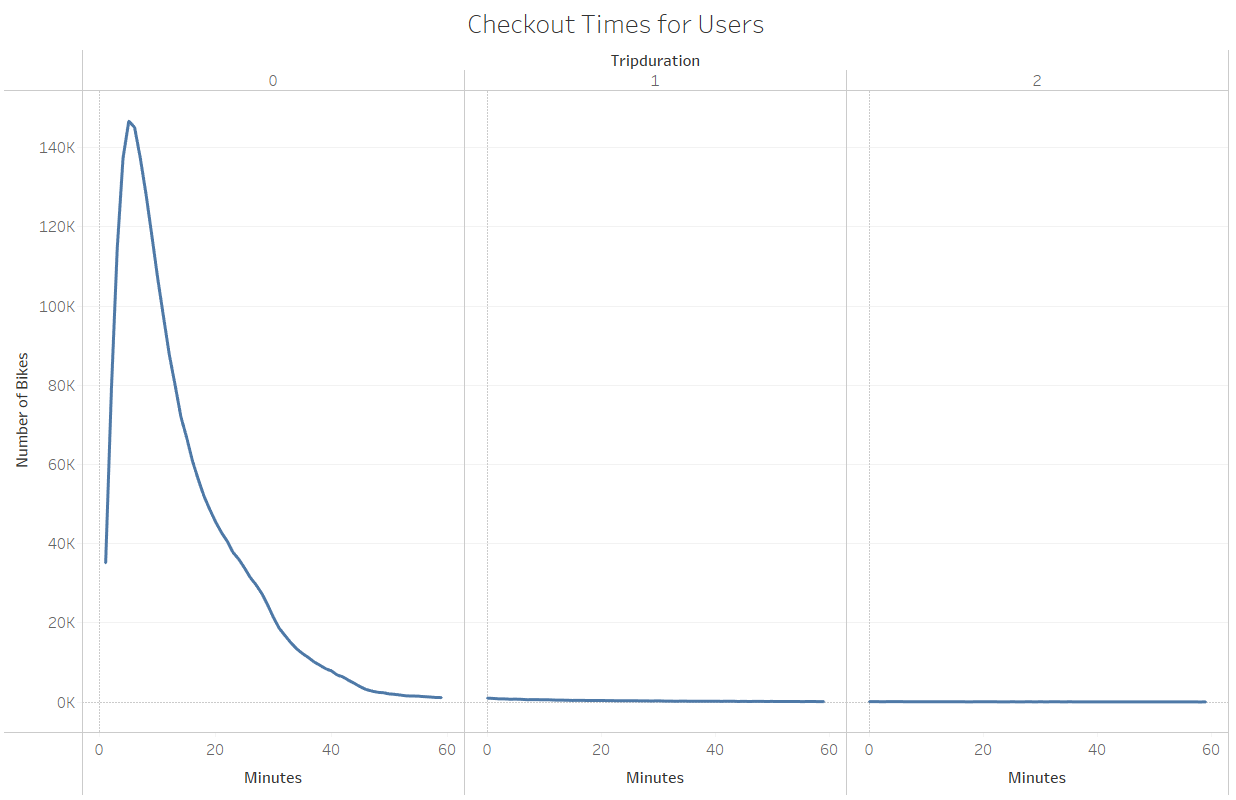 Checkout Times for Users
Tripduration
0 1 2
140K
120K
100K
80K
60K
40K
20K
0K
Number of Bikes
0 20 40 60 0 20 40 60 0 20 40 60
Minutes Minutes Minutes